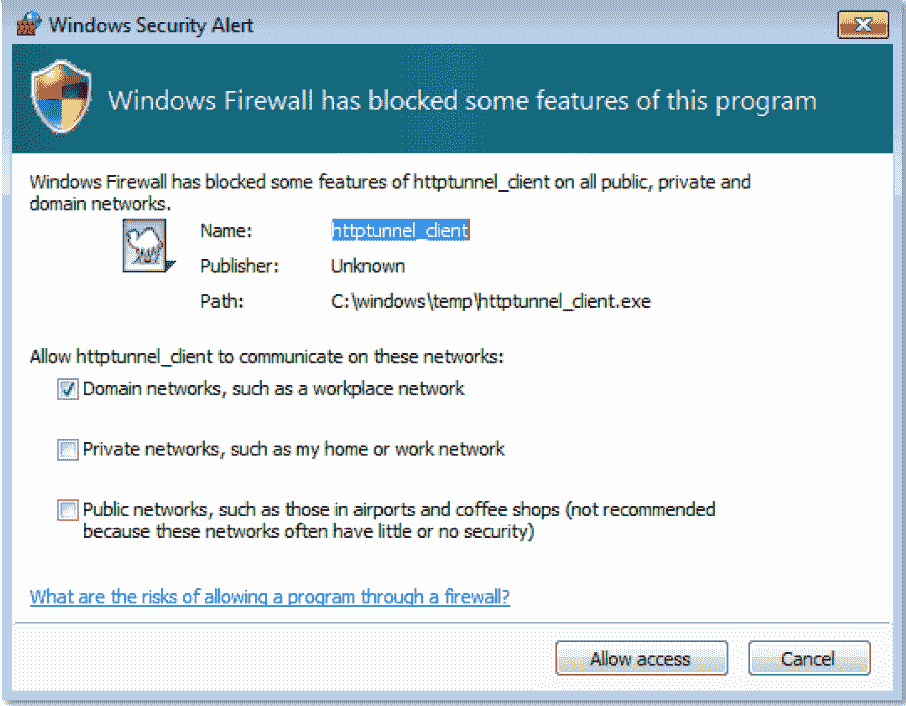 Windows Security Alert
Windows Firewall has blocked some features of this program
Windows Firewall has blocked some features of httptunnel_client on all public, private and
domain networks.
Name: httptunnel_client
Publisher: Unknown
Path: C:\windows\temp\httptunnel_client.exe
Allow httptunnel_client to communicate on these networks:
Domain networks, such as a workplace network
Private networks, such as my home or work network
Public networks, such as those in airports and coffee shops (not recommended
because these networks often have little or no security)
What are the risks of allowing a program through a firewall?
Allow access Cancel